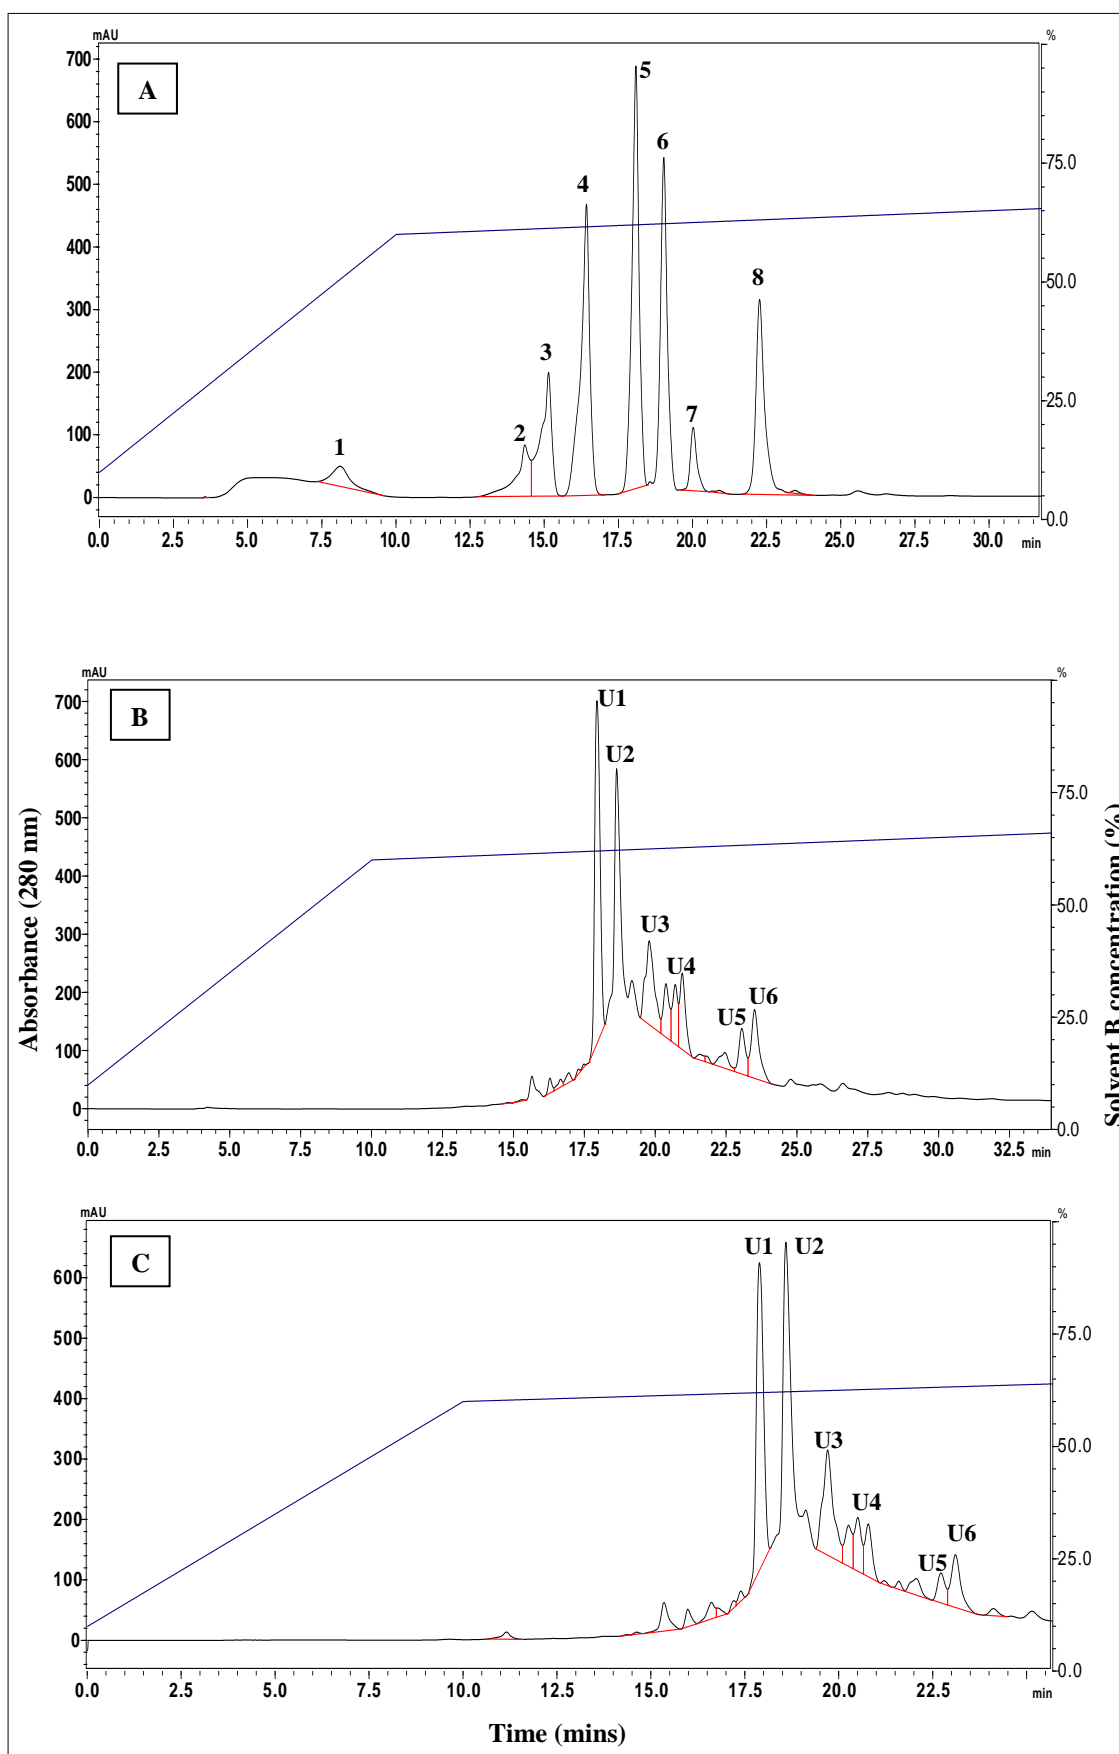 mAU %
A
700
600
500
400
300
200
100
0
75.0
50.0
25.0
0.0
1 2 3 4 5 6 7 8
0.0 2.5 5.0 7.5 10.0 12.5 15.0 17.5 20.0 22.5 25.0 27.5 30.0 min
mAU %
B
700
600
500
400
300
200
100
0
75.0
50.0
25.0
0.0
U1 U2 U3 U4 U5 U6
0.0 2.5 5.0 7.5 10.0 12.5 15.0 17.5 20.0 22.5 25.0 27.5 30.0 32.5 min
Absorbance (280 nm)
Solvent B concentration (%)
mAU %
C
600
500
400
300
200
100
0
75.0
50.0
25.0
0.0
U1 U2 U3 U4 U5 U6
0.0 2.5 5.0 7.5 10.0 12.5 15.0 17.5 20.0 22.5 min
Time (mins)